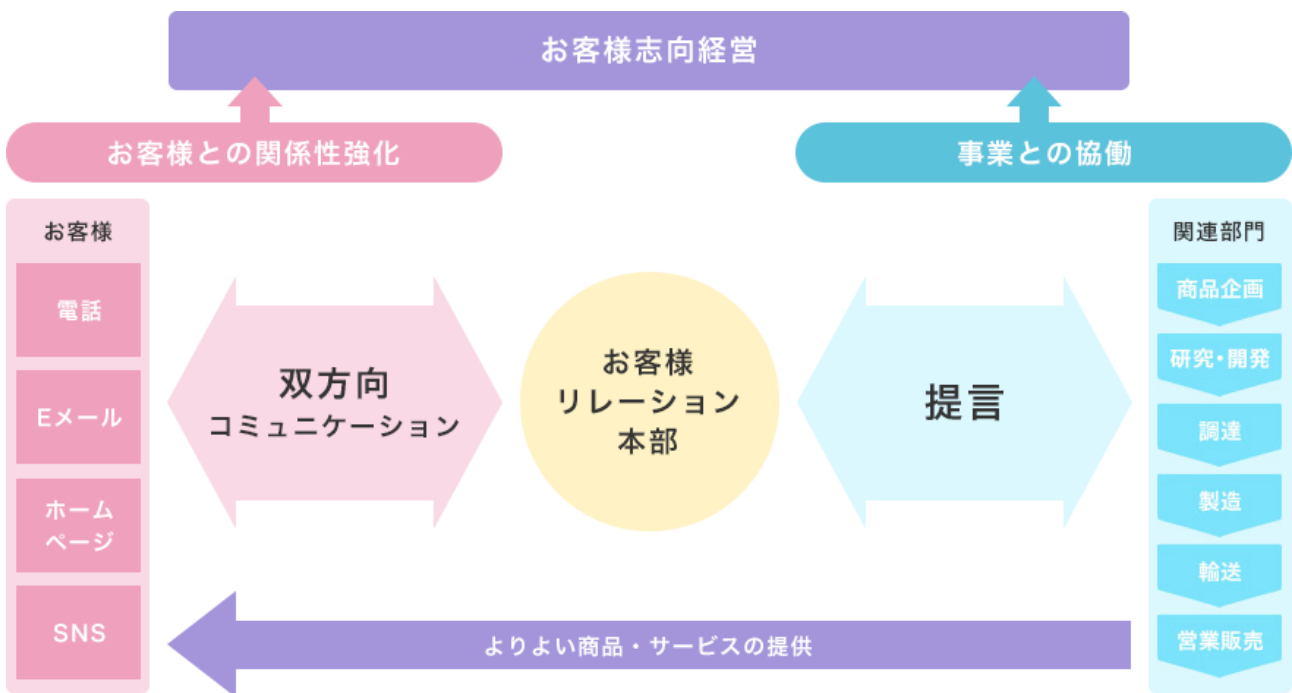 お客様志向経営
お客様との関係性強化
事業との協働
お客様
電話
Eメール
ホーム
ページ
SNS
双方向
コミュニケーション
お客様
リレーション
本部
提言
関連部門
商品企画
研究・開発
調達
製造
輸送
営業販売
よりよい商品・サービスの提供